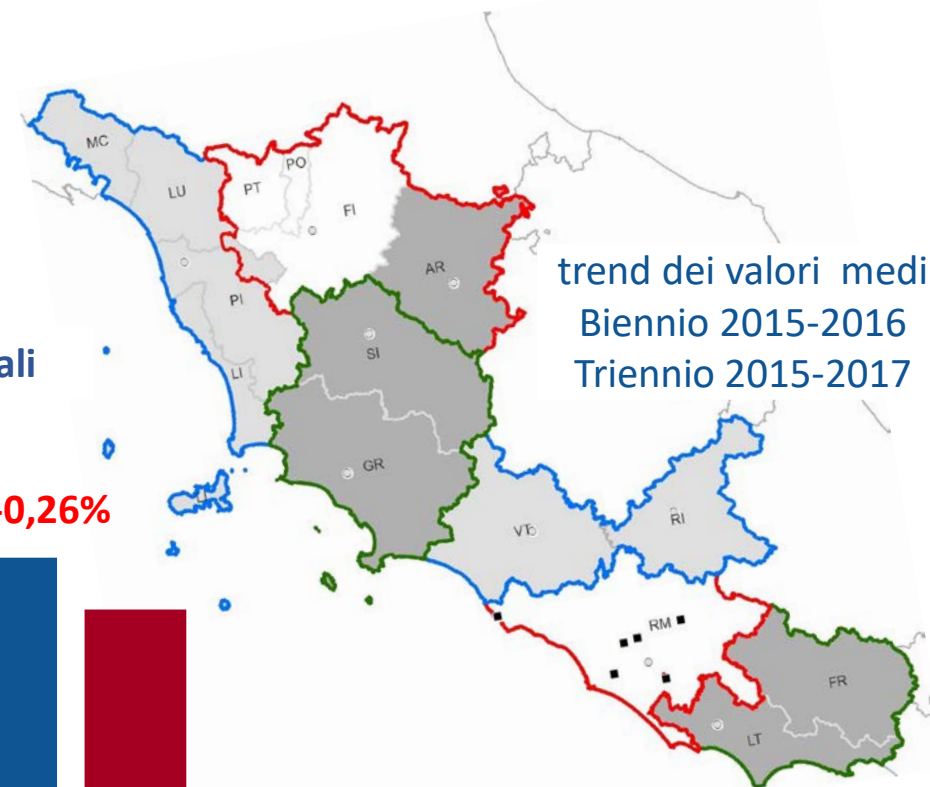 MC
LU
PT
PO
FI
AR
PI
LI
SI
GR
trend dei valori medi
Biennio 2015-2016
Triennio 2015-2017
ali
-0,26%
LI
VT
RI
RM
FR
LT